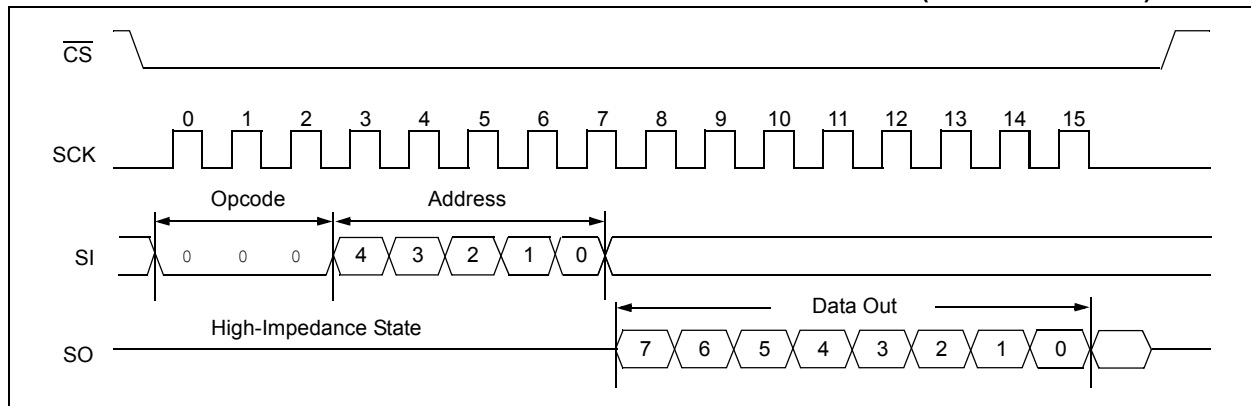 CS
0 1 2 3 4 5 6 7 8 9 10 11 12 13 14 15
SCK
Opcode Address
SI 0 0 0 4 3 2 1 0
Data Out
High-Impedance State
SO 7 6 5 4 3 2 1 0